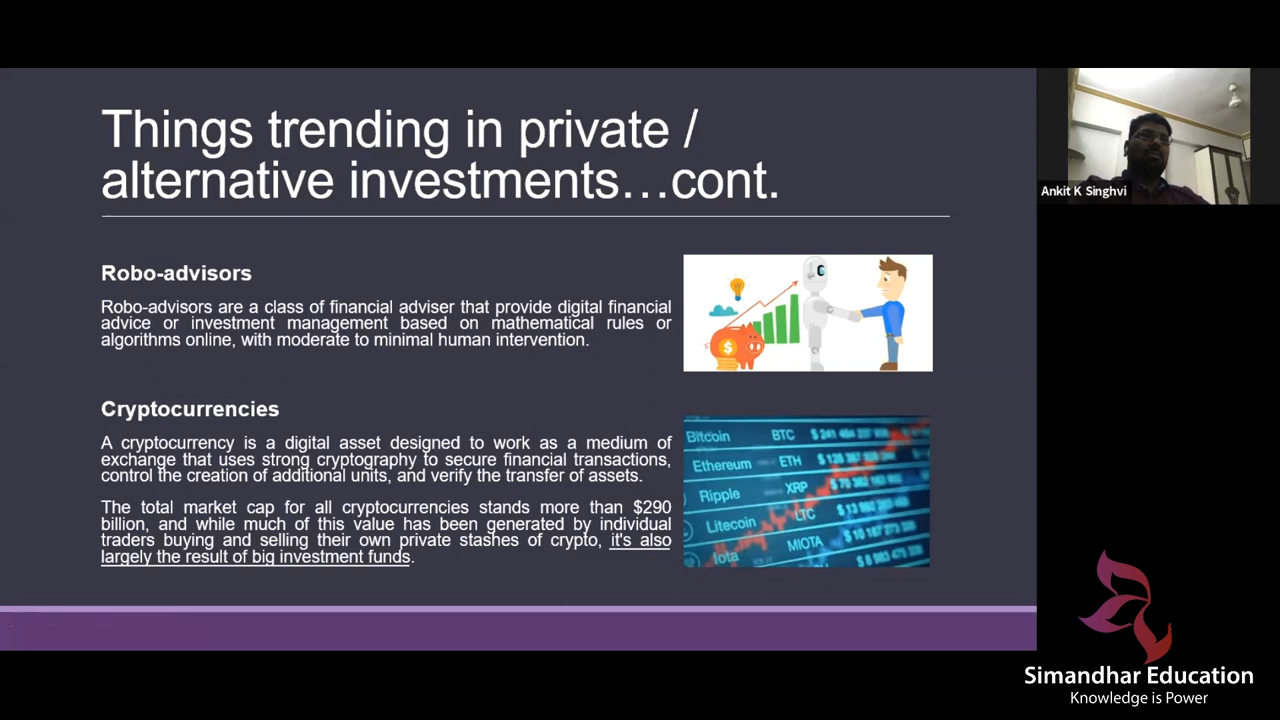 Things trending in private /
alternative investments…cont.
Ankit K Singhvi
Robo-advisors
Robo-advisors are a class of financial adviser that provide digital financial
advice or investment management based on mathematical rules or
algorithms online, with moderate to minimal human intervention.
$
Cryptocurrencies
A cryptocurrency is a digital asset designed to work as a medium of
exchange that uses strong cryptography to secure financial transactions,
control the creation of additional units, and verify the transfer of assets.
The total market cap for all cryptocurrencies stands more than $290
billion, and while much of this value has been generated by individual
traders buying and selling their own private stashes of crypto, it's also
largely the result of big investment funds.
Bitcoin BTC
Ethereum ETH
Ripple XRP
Litecoin LTC
Iota MIOTA
Simandhar Education
Knowledge is Power